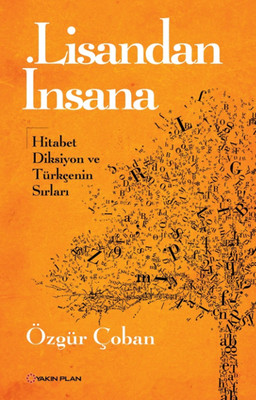 Lisandan
İnsana
Hitabet
Diksiyon ve
Türkçenin
Sırları
Özgür Çoban
YAKIN PLAN